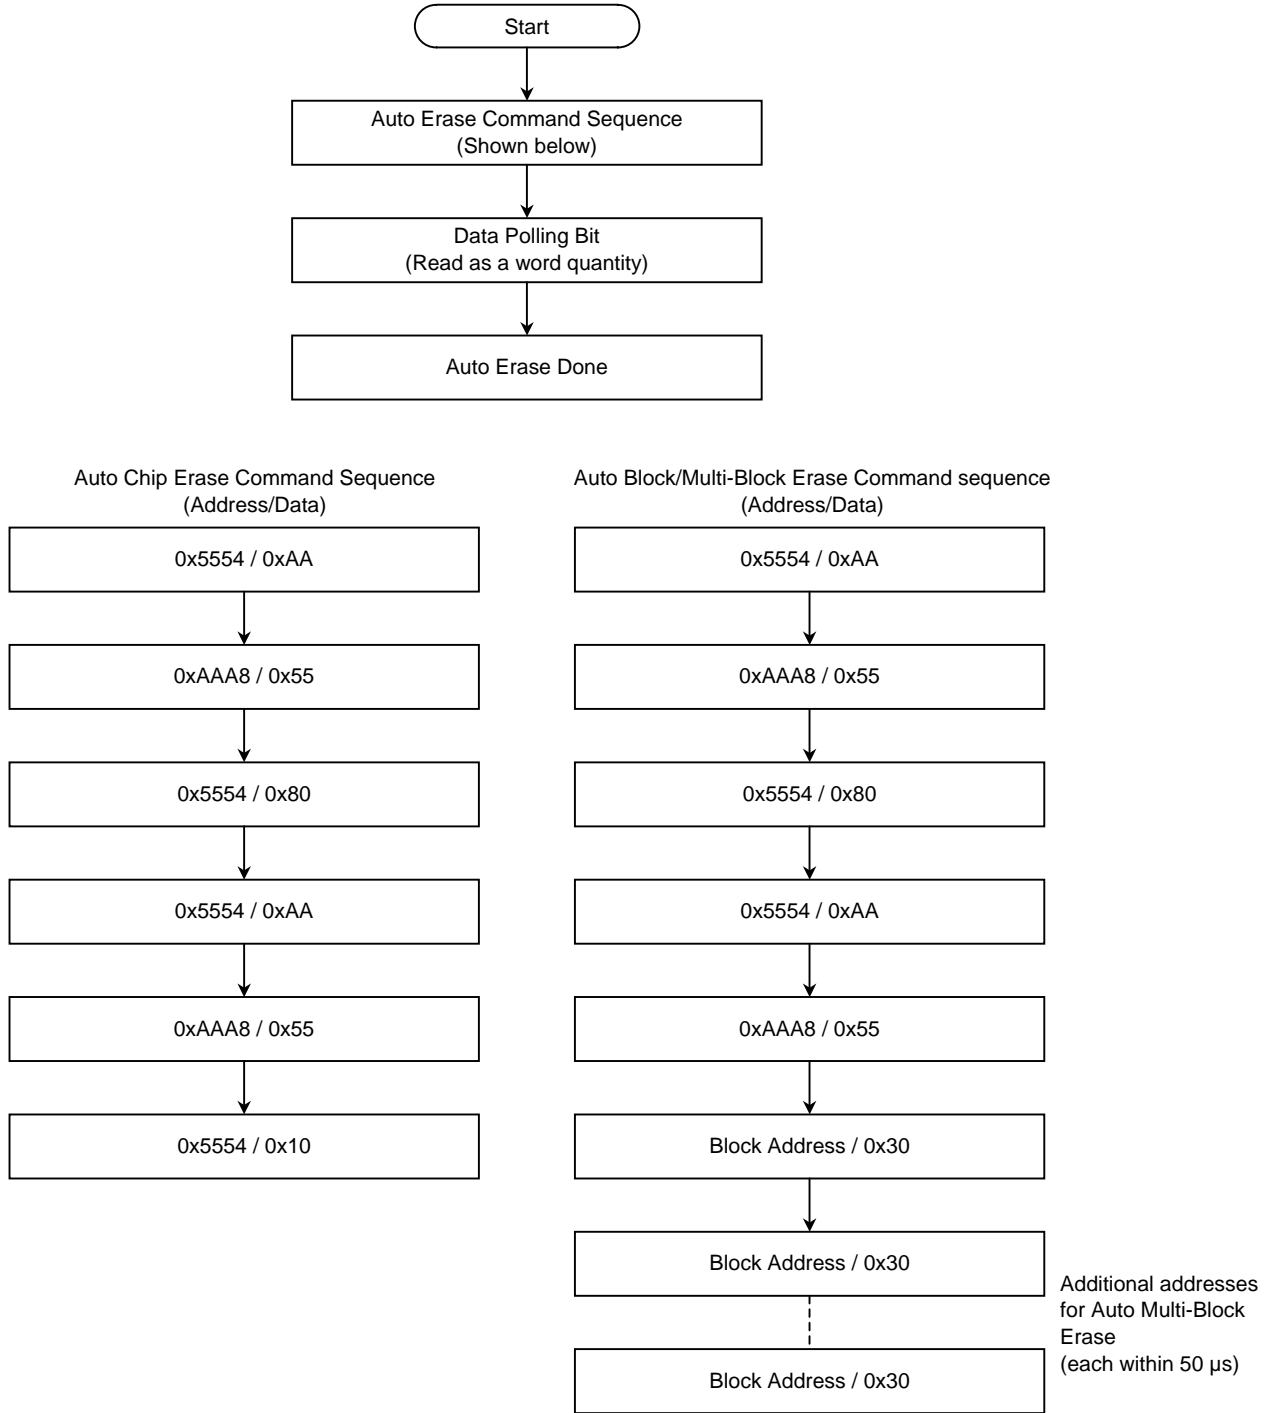 Start
Auto Erase Command Sequence
(Shown below)
Data Polling Bit
(Read as a word quantity)
Auto Erase Done
Auto Chip Erase Command Sequence
(Address/Data)
0x5554 / 0xAA
0xAAA8 / 0x55
0x5554 / 0x80
0x5554 / 0xAA
0xAAA8 / 0x55
0x5554 / 0x10
Auto Block/Multi-Block Erase Command sequence
(Address/Data)
0x5554 / 0xAA
0xAAA8 / 0x55
0x5554 / 0x80
0x5554 / 0xAA
0xAAA8 / 0x55
Block Address / 0x30
Block Address / 0x30
Block Address / 0x30
Additional addresses
for Auto Multi-Block
Erase
(each within 50 µs)